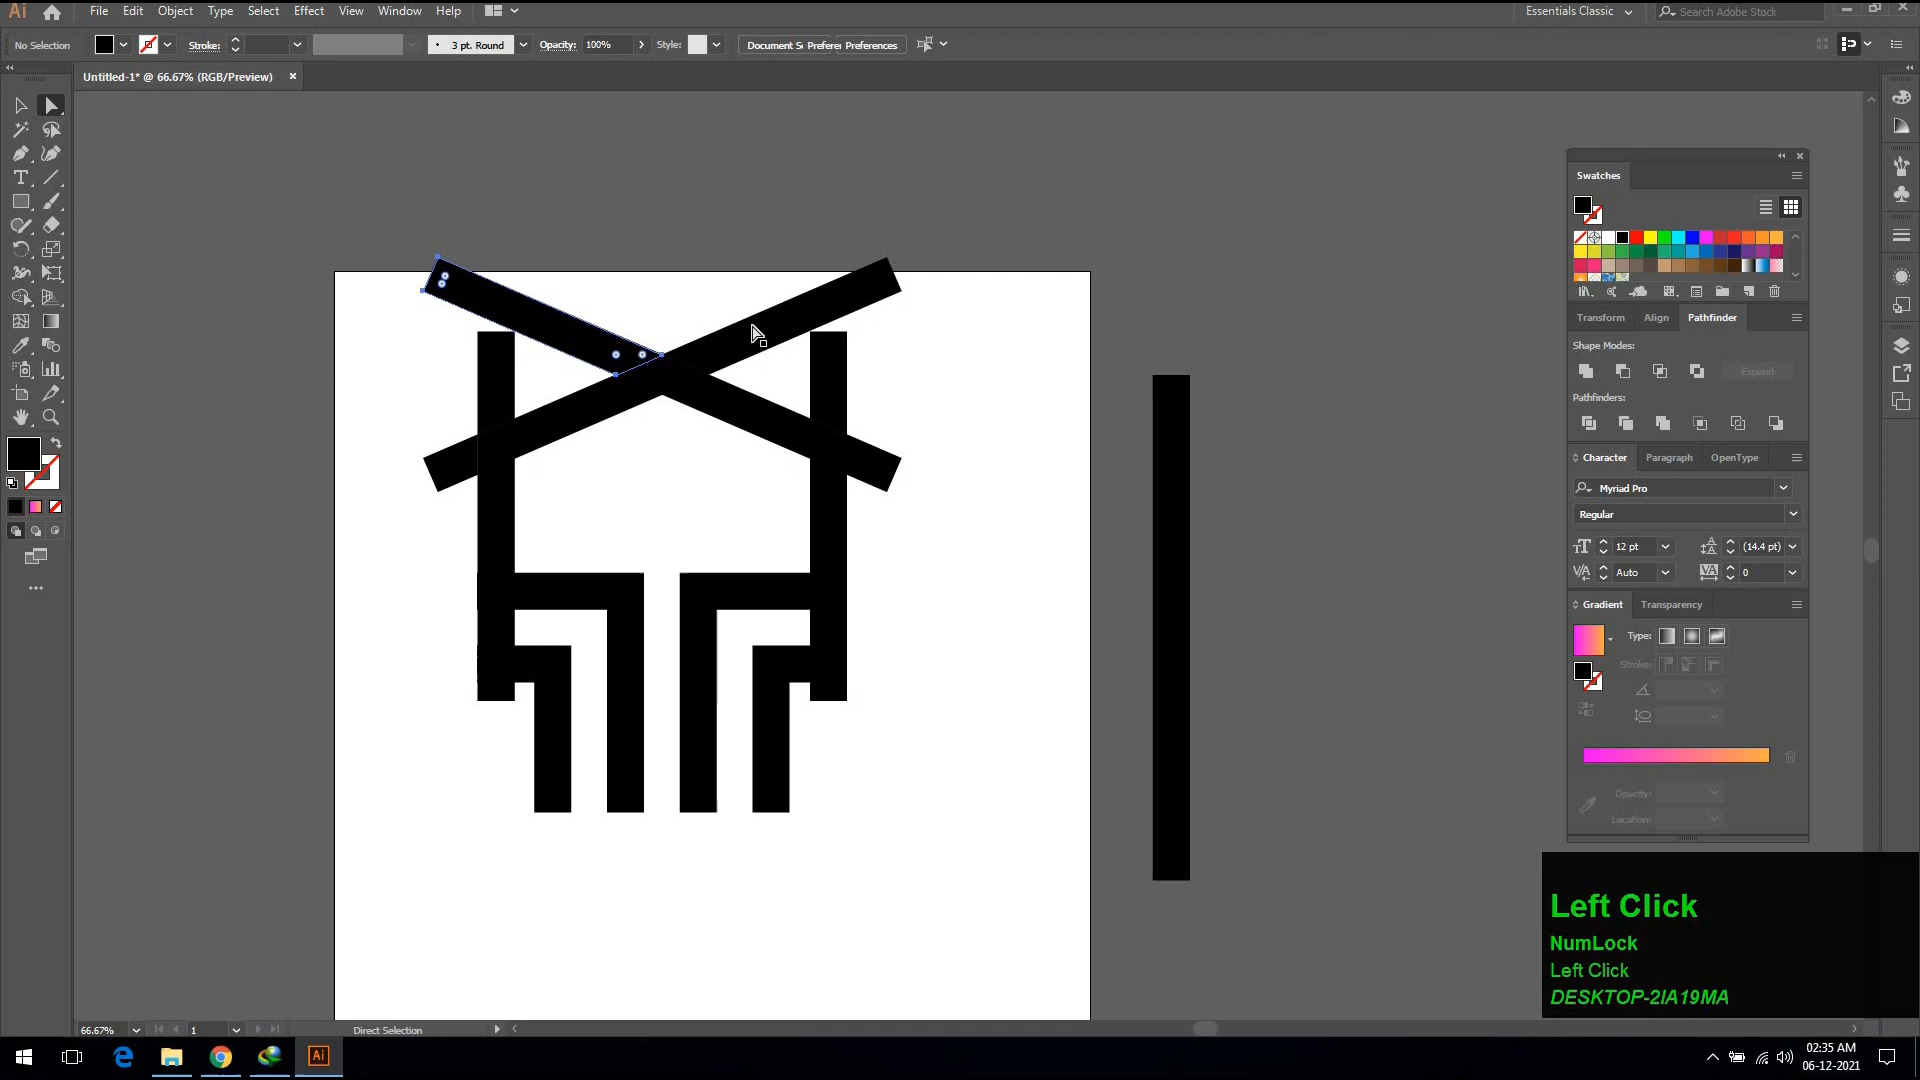 Ai File Edit Object Type Select Effect View Window Help Essentials Classic Search Adobe Stock
No Selection Stroke: 3 pt. Round Opacity: 100% Style: Document S Prefere Preferences
Untitled-1* @ 66.67% (RGB/Preview)
Swatches
Transform Align Pathfinder
Shape Modes:
Expand
Pathfinders:
Character Paragraph OpenType
Myriad Pro
Regular
12 pt (14.4 pt)
Auto 0
Gradient Transparency
Type:
Stroke:
Opacity:
Location:
Left Click
NumLock
Left Click
DESKTOP-2IA19MA
66.67% 1 Direct Selection
Ai
02:35 AM
06-12-2021